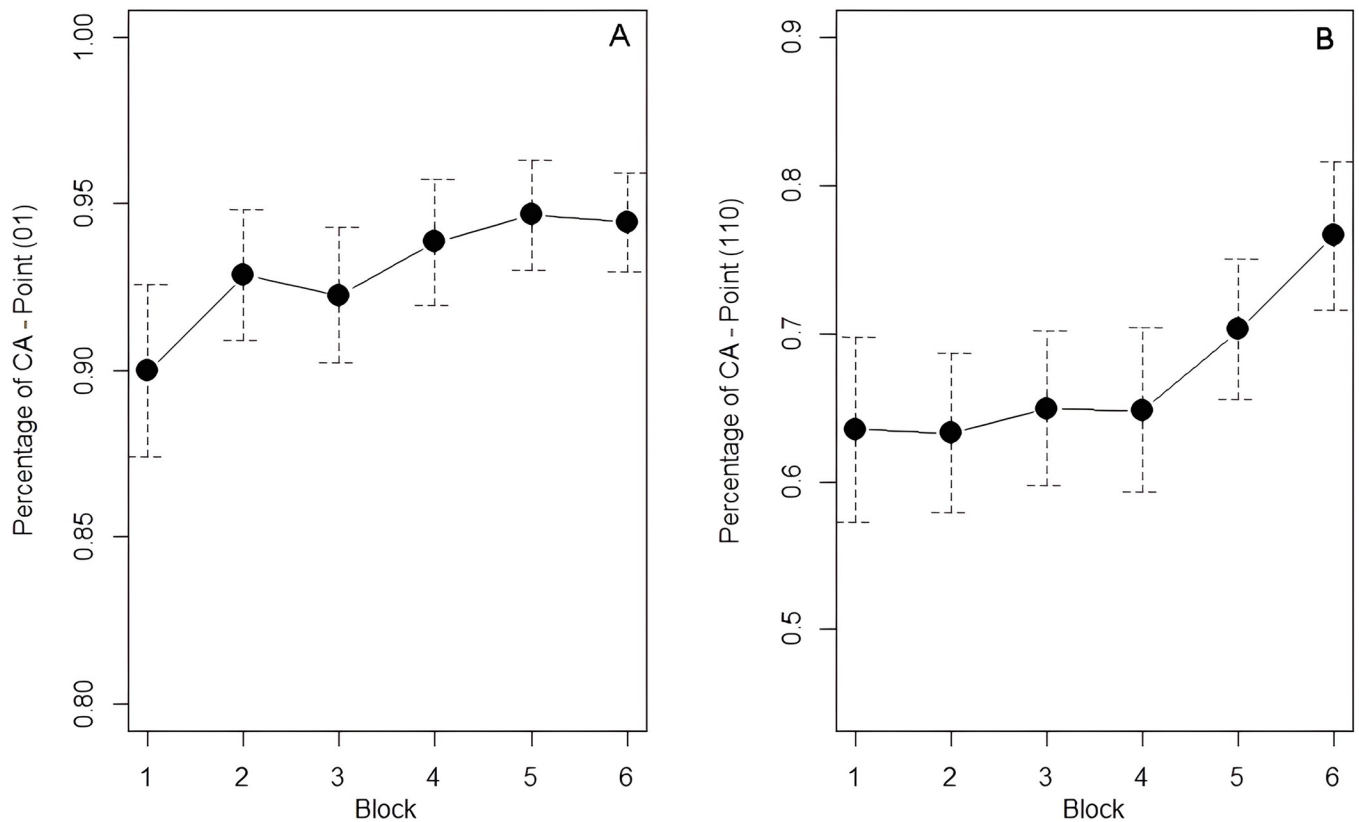 A
Percentage of CA - Point (01)
1.00
0.95
0.90
0.85
0.80
1 2 3 4 5 6
Block
B
Percentage of CA - Point (110)
0.9
0.8
0.7
0.6
0.5
1 2 3 4 5 6
Block